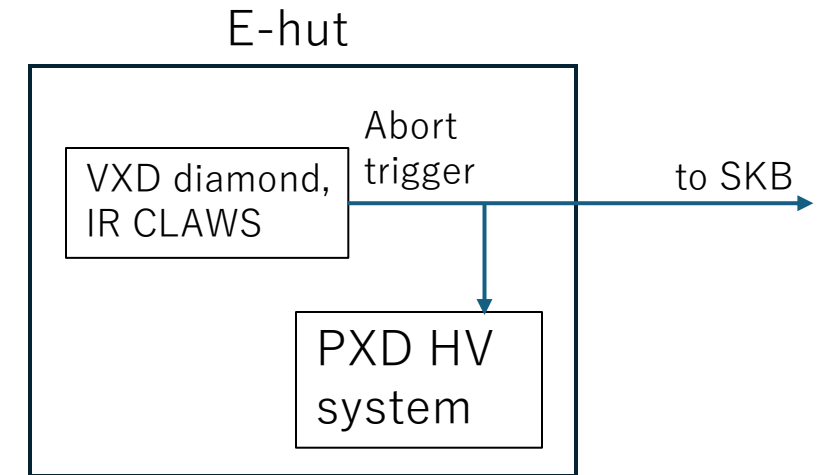 E-hut
Abort
trigger
to SKB
VXD diamond,
IR CLAWS
PXD HV
system